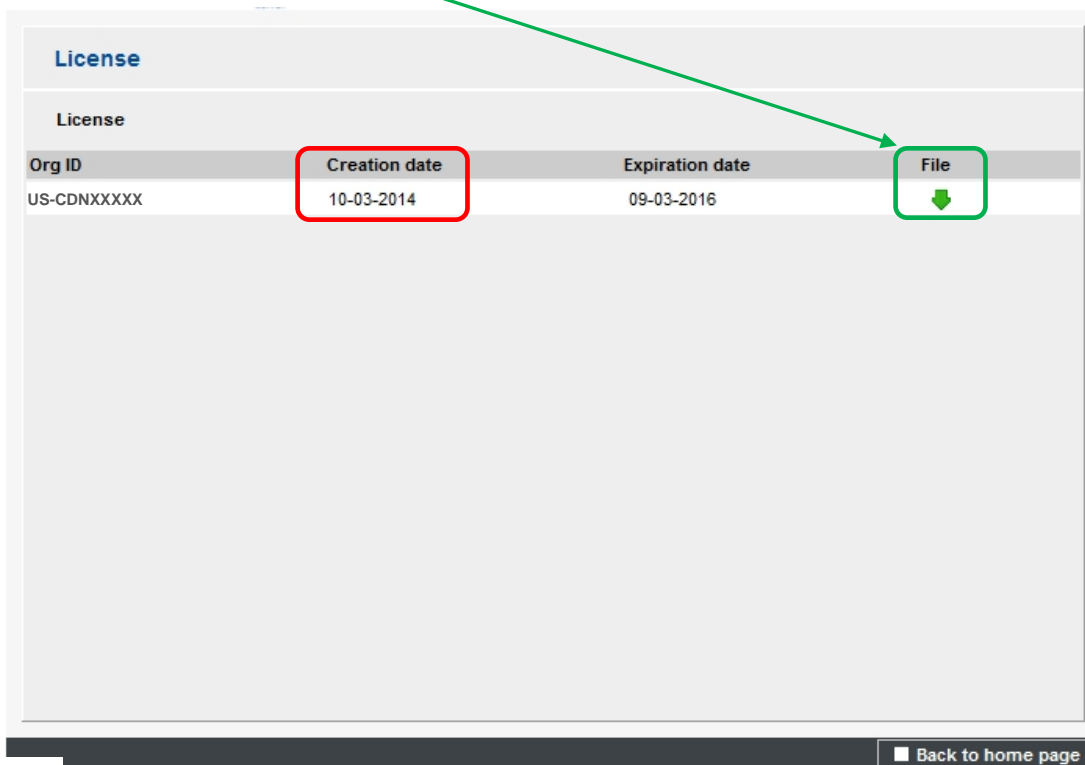 License
License
Org ID Creation date Expiration date File
US-CDNXXXXX 10-03-2014 09-03-2016
Back to home page